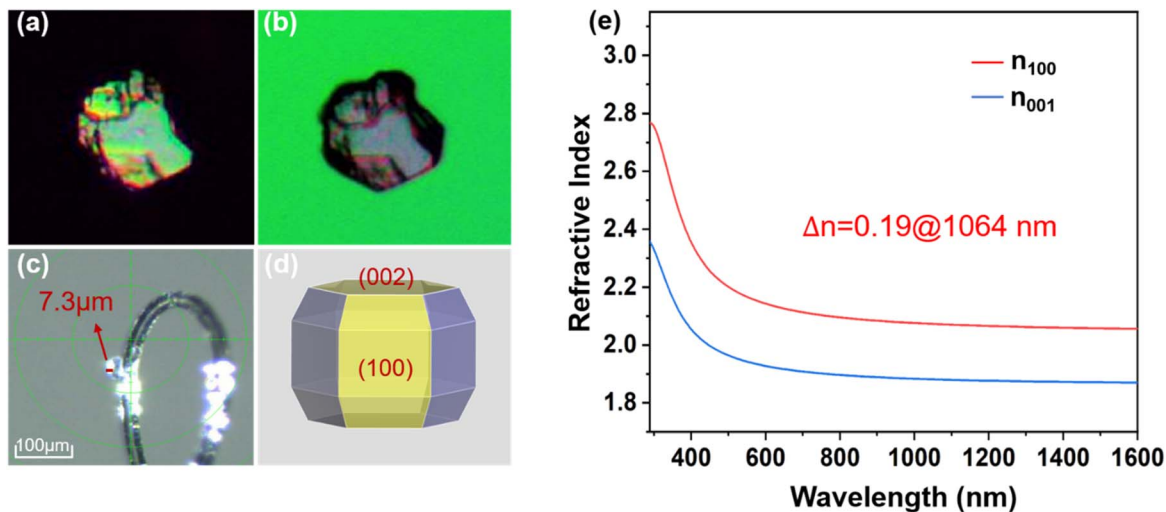 (a)
(b)
(c)
7.3μm
100μm
(d)
(002)
(100)
(e)
n100
n001
Δn=0.19@1064 nm
3.0
2.8
2.6
2.4
2.2
2.0
1.8
Refractive Index
400
600
800
1000
1200
1400
1600
Wavelength (nm)